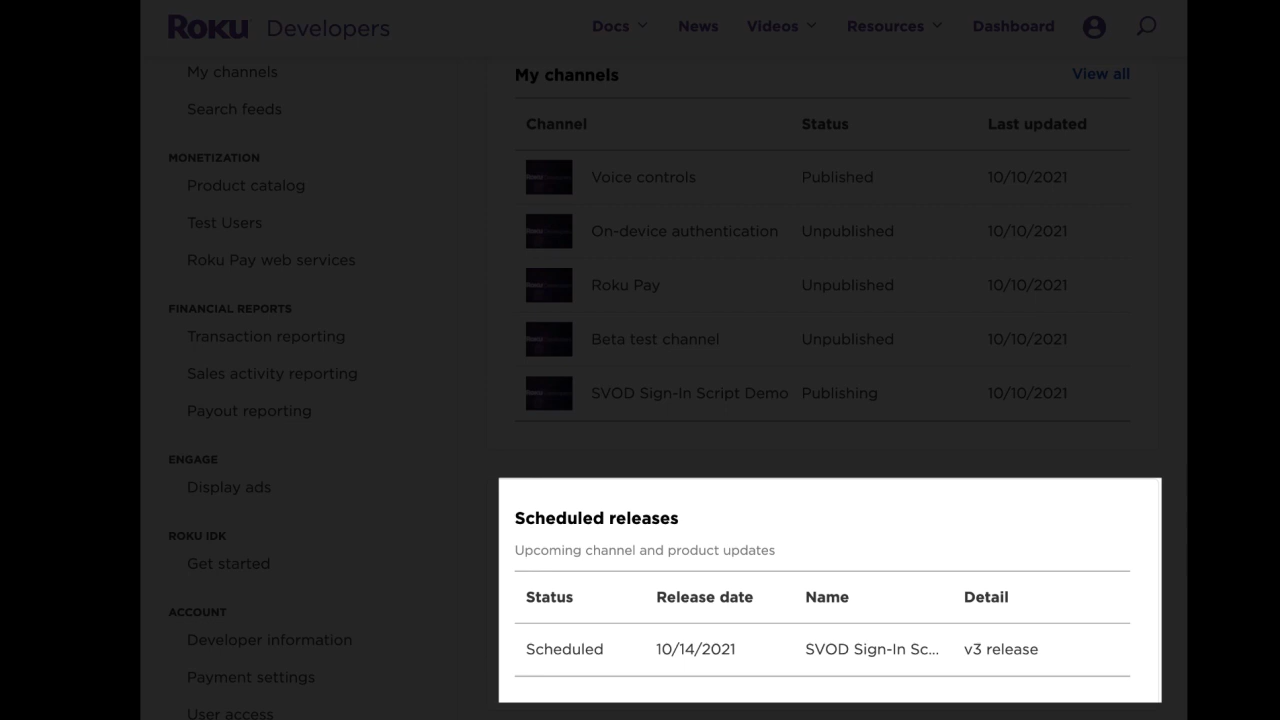 Roku Developers Docs News Videos Resources Dashboard
My channels
Search feeds
MONETIZATION
Product catalog
Test Users
Roku Pay web services
FINANCIAL REPORTS
Transaction reporting
Sales activity reporting
Payout reporting
ENGAGE
Display ads
ROKU IDK
Get started
ACCOUNT
Developer information
Payment settings
User access
My channels View all
Channel Status Last updated
Voice controls Published 10/10/2021
On-device authentication Unpublished 10/10/2021
Roku Pay Unpublished 10/10/2021
Beta test channel Unpublished 10/10/2021
SVOD Sign-In Script Demo Publishing 10/10/2021
Scheduled releases
Upcoming channel and product updates
Status Release date Name Detail
Scheduled 10/14/2021 SVOD Sign-In Sc... v3 release